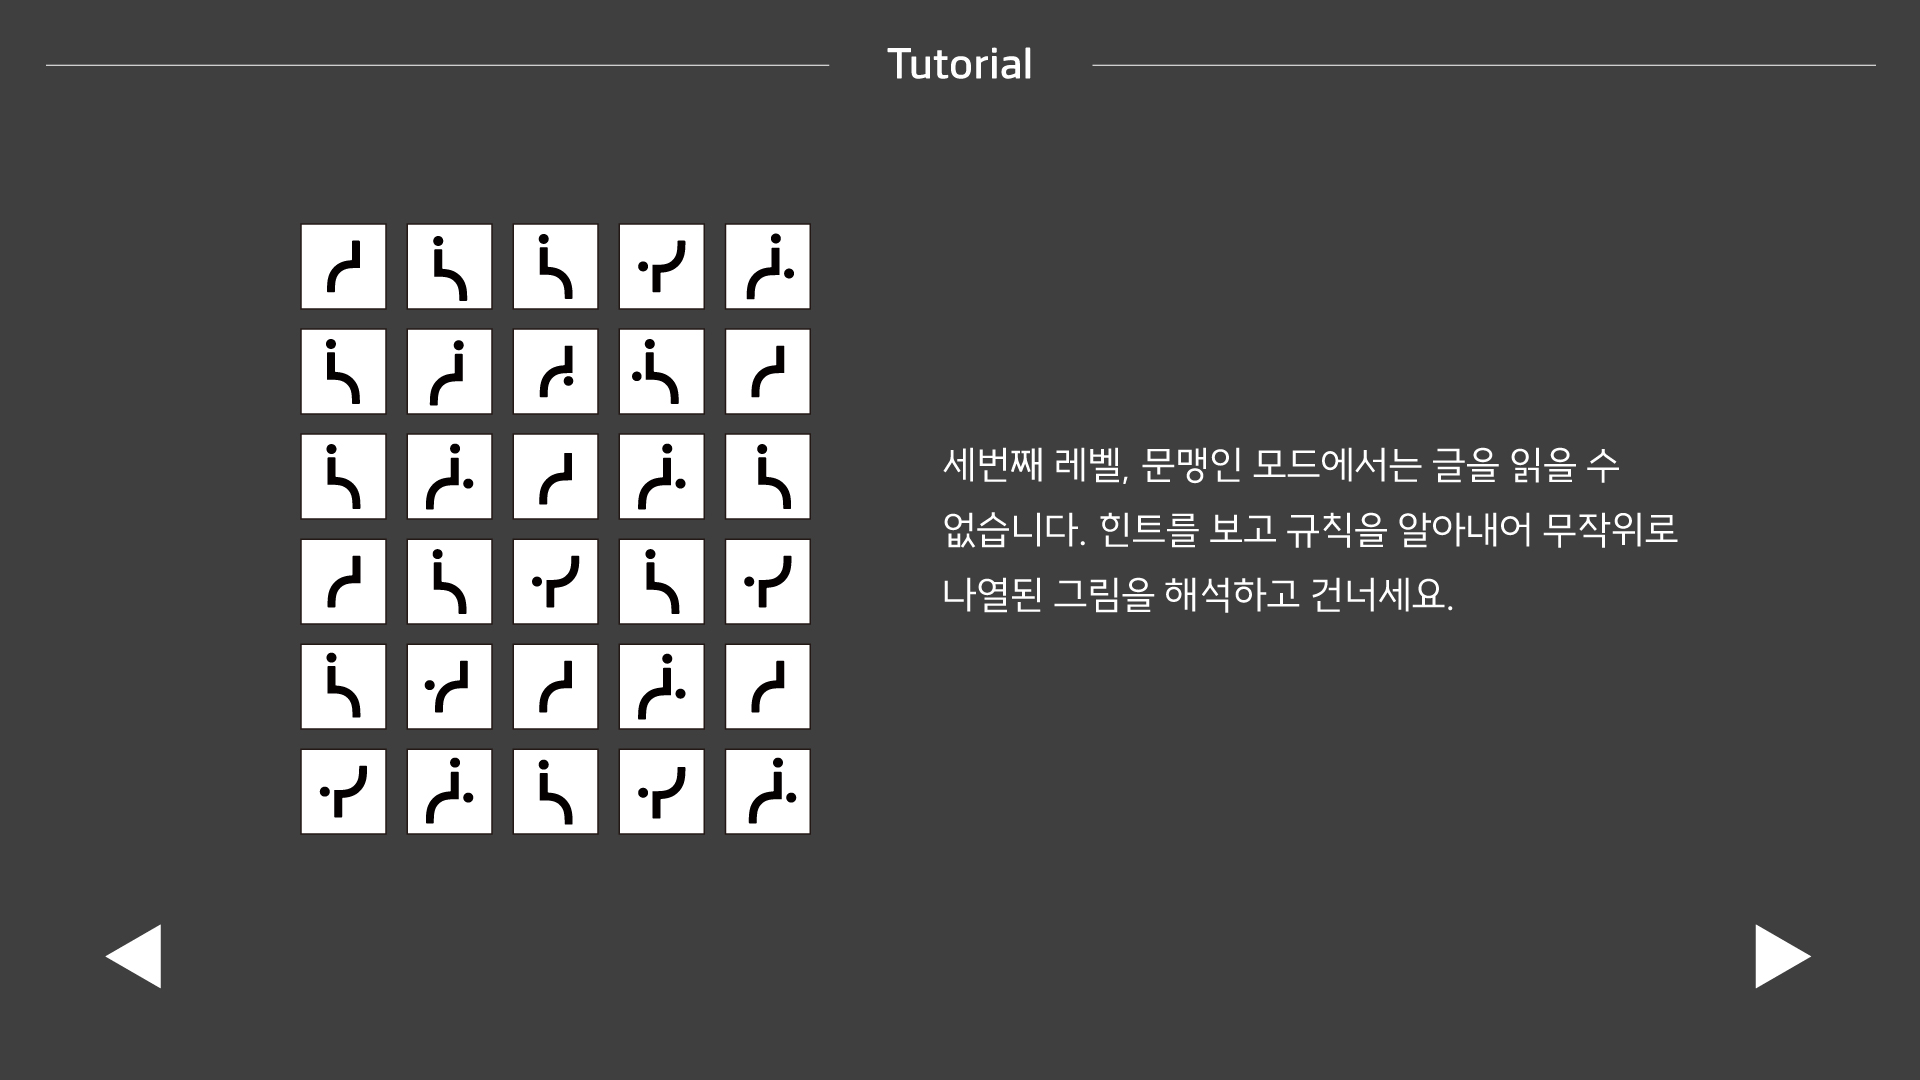 Tutorial
세번째 레벨, 문맹인 모드에서는 글을 읽을 수
없습니다. 힌트를 보고 규칙을 알아내어 무작위로
나열된 그림을 해석하고 건너세요.